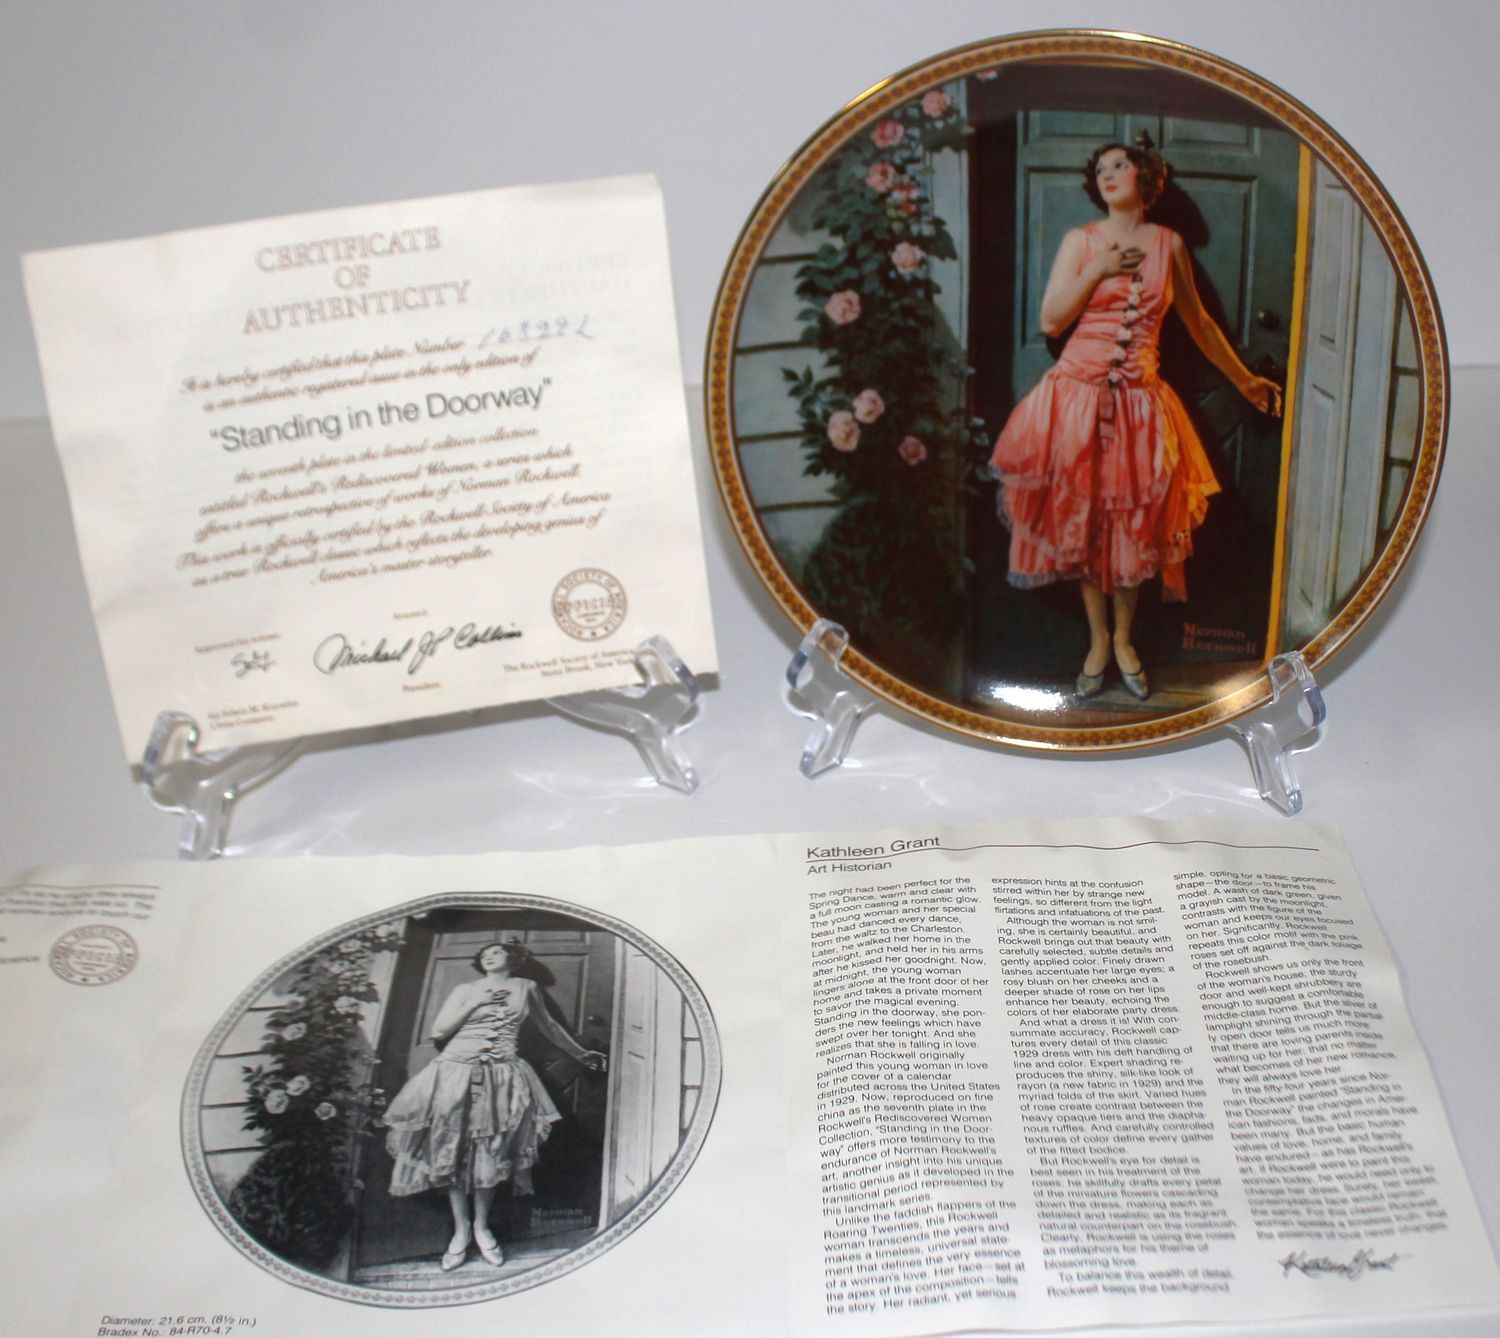 CERTIFICATE
OF
AUTHENTICITY
It is hereby certified that this plate Number
is an authentic registered issue in the only edition of
"Standing in the Doorway"
the seventh plate in the limited-edition collection
entitled Rockwell's Rediscovered Women, a series which
offers a unique retrospective of works of Norman Rockwell.
This work is officially certified by the Rockwell Society of America
as a true Rockwell classic which reflects the developing genius of
America's master storyteller.
Attested:
Michael J. P. Collins
President
The Rockwell Society of America
Stony Brook, New York
for Edwin M. Knowles
China Company
Norman
Rockwell
Kathleen Grant
Art Historian
The night had been perfect for the
Spring Dance, warm and clear with
a full moon casting a romantic glow.
The young woman and her special
beau had danced every dance,
from the waltz to the Charleston.
Later, he walked her home in the
moonlight, and held her in his arms
after he kissed her goodnight. Now,
at midnight, the young woman
lingers alone at the front door of her
home and takes a private moment
to savor the magical evening.
Standing in the doorway, she pon-
ders the new feelings which have
swept over her tonight. And she
realizes that she is falling in love.
Norman Rockwell originally
painted this young woman in love
for the cover of a calendar
distributed across the United States
in 1929. Now, reproduced on fine
china as the seventh plate in the
Rockwell's Rediscovered Women
Collection, "Standing in the Door-
way" offers more testimony to the
endurance of Norman Rockwell's
art, another insight into his unique
artistic genius as it developed in the
transitional period represented by
this landmark series.
Unlike the faddish flappers of the
Roaring Twenties, this Rockwell
woman transcends the years and
makes a timeless, universal state-
ment that defines the very essence
of a woman's love. Her face—set at
the apex of the composition—tells
the story. Her radiant, yet serious
expression hints at the confusion
stirred within her by strange new
feelings, so different from the light
flirtations and infatuations of the past.
Although the woman is not smil-
ing, she is certainly beautiful, and
Rockwell brings out that beauty with
carefully selected, subtle details and
gently applied color. Finely drawn
lashes accentuate her large eyes; a
rosy blush on her cheeks and a
deeper shade of rose on her lips
enhance her beauty, echoing the
colors of her elaborate party dress.
And what a dress it is! With con-
summate accuracy, Rockwell cap-
tures every detail of this classic
1929 dress with his deft handling of
line and color. Expert shading re-
produces the shiny, silk-like look of
rayon (a new fabric in 1929) and the
myriad folds of the skirt. Varied hues
of rose create contrast between the
heavy opaque tiers and the diapha-
nous ruffles. And carefully controlled
textures of color define every gather
of the fitted bodice.
But Rockwell's eye for detail is
best seen in his treatment of the
roses: he skillfully drafts every petal
of the miniature flowers cascading
down the dress, making each as
detailed and realistic as its fragrant
natural counterpart on the rosebush.
Clearly, Rockwell is using the roses
as metaphors for his theme of
blossoming love.
To balance this wealth of detail,
Rockwell keeps the background
simple, opting for a basic geometric
shape—the door—to frame his
model. A wash of dark green, given
a grayish cast by the moonlight,
contrasts with the figure of the
woman and keeps our eyes focused
on her. Significantly, Rockwell
repeats this color motif with the pink
roses set off against the dark foliage
of the rosebush.
Rockwell shows us only the front
of the woman's house; the sturdy
door and well-kept shrubbery are
enough to suggest a comfortable
middle-class home. But the sliver of
lamplight shining through the partial-
ly open door tells us much more:
that there are loving parents inside
waiting up for her; that no matter
what becomes of her new romance,
they will always love her.
In the fifty-four years since Nor-
man Rockwell painted "Standing in
the Doorway" the changes in Amer-
ican fashions, fads, and morals have
been many. But the basic human
values of love, home, and family
have endured—as has Rockwell's
art. If Rockwell were to paint this
woman today, he would need only to
change her dress. Surely, her sweet,
contemplative face would remain
the same. For this classic Rockwell
woman speaks a timeless truth: that
the essence of love never changes.
Kathleen Grant
Norman
Rockwell
Diameter: 21.6 cm. (8½ in.)
Bradex No.: 84-R70-4.7